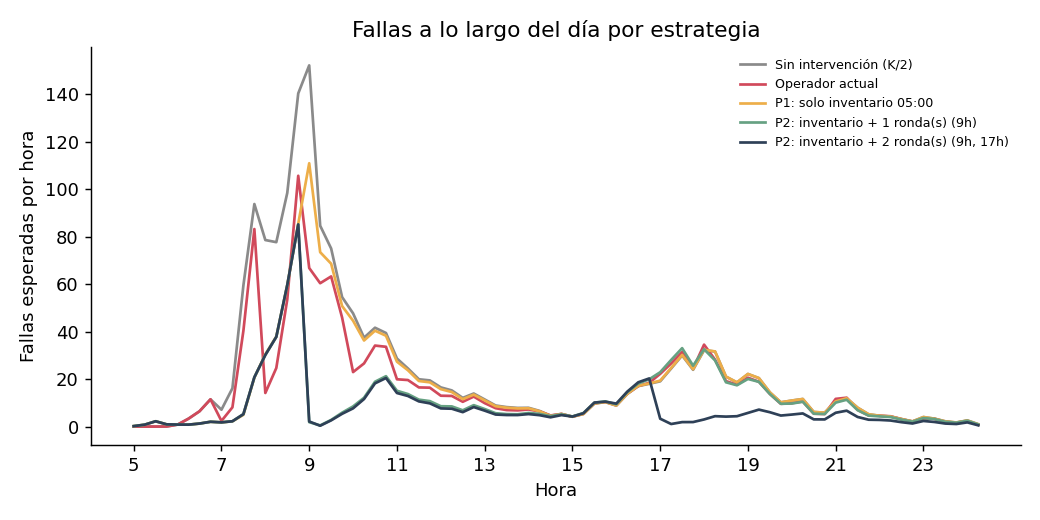 Fallas a lo largo del día por estrategia
Fallas esperadas por hora
140
120
100
80
60
40
20
0
Sin intervención (K/2)
Operador actual
P1: solo inventario 05:00
P2: inventario + 1 ronda(s) (9h)
P2: inventario + 2 ronda(s) (9h, 17h)
5 7 9 11 13 15 17 19 21 23
Hora